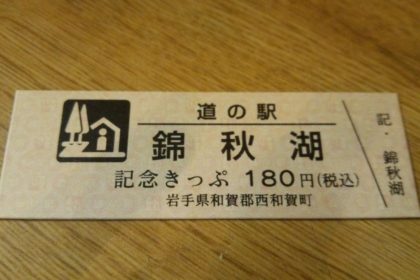 道の駅
錦秋湖
記念きっぷ 180円(税込)
岩手県和賀郡西和賀町
記・錦秋湖